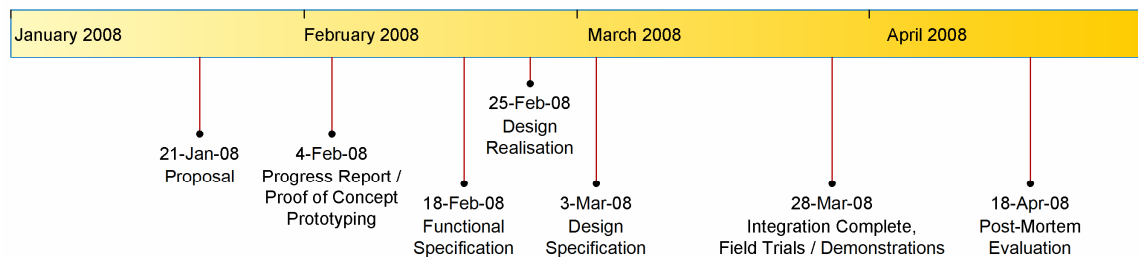 January 2008
February 2008
March 2008
April 2008
21-Jan-08
Proposal
4-Feb-08
Progress Report /
Proof of Concept
Prototyping
18-Feb-08
Functional
Specification
25-Feb-08
Design
Realisation
3-Mar-08
Design
Specification
28-Mar-08
Integration Complete,
Field Trials / Demonstrations
18-Apr-08
Post-Mortem
Evaluation